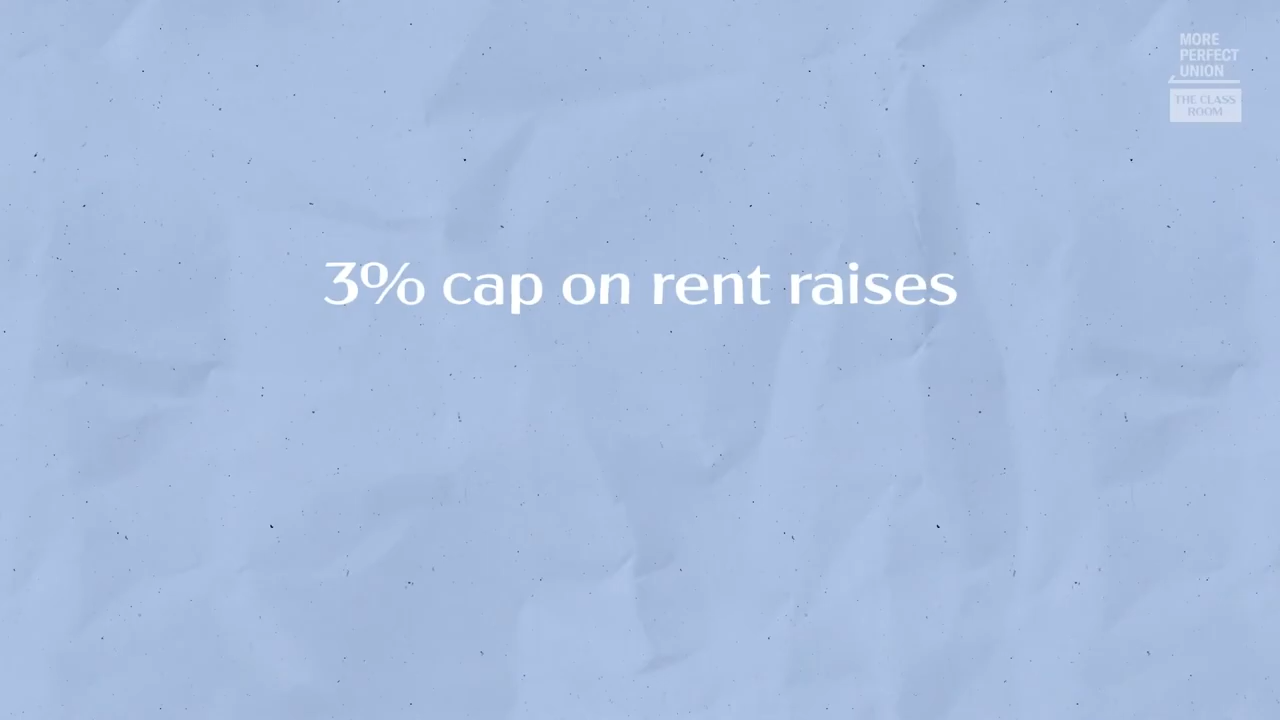 MORE
PERFECT
UNION
THE CLASS
ROOM
3% cap on rent raises